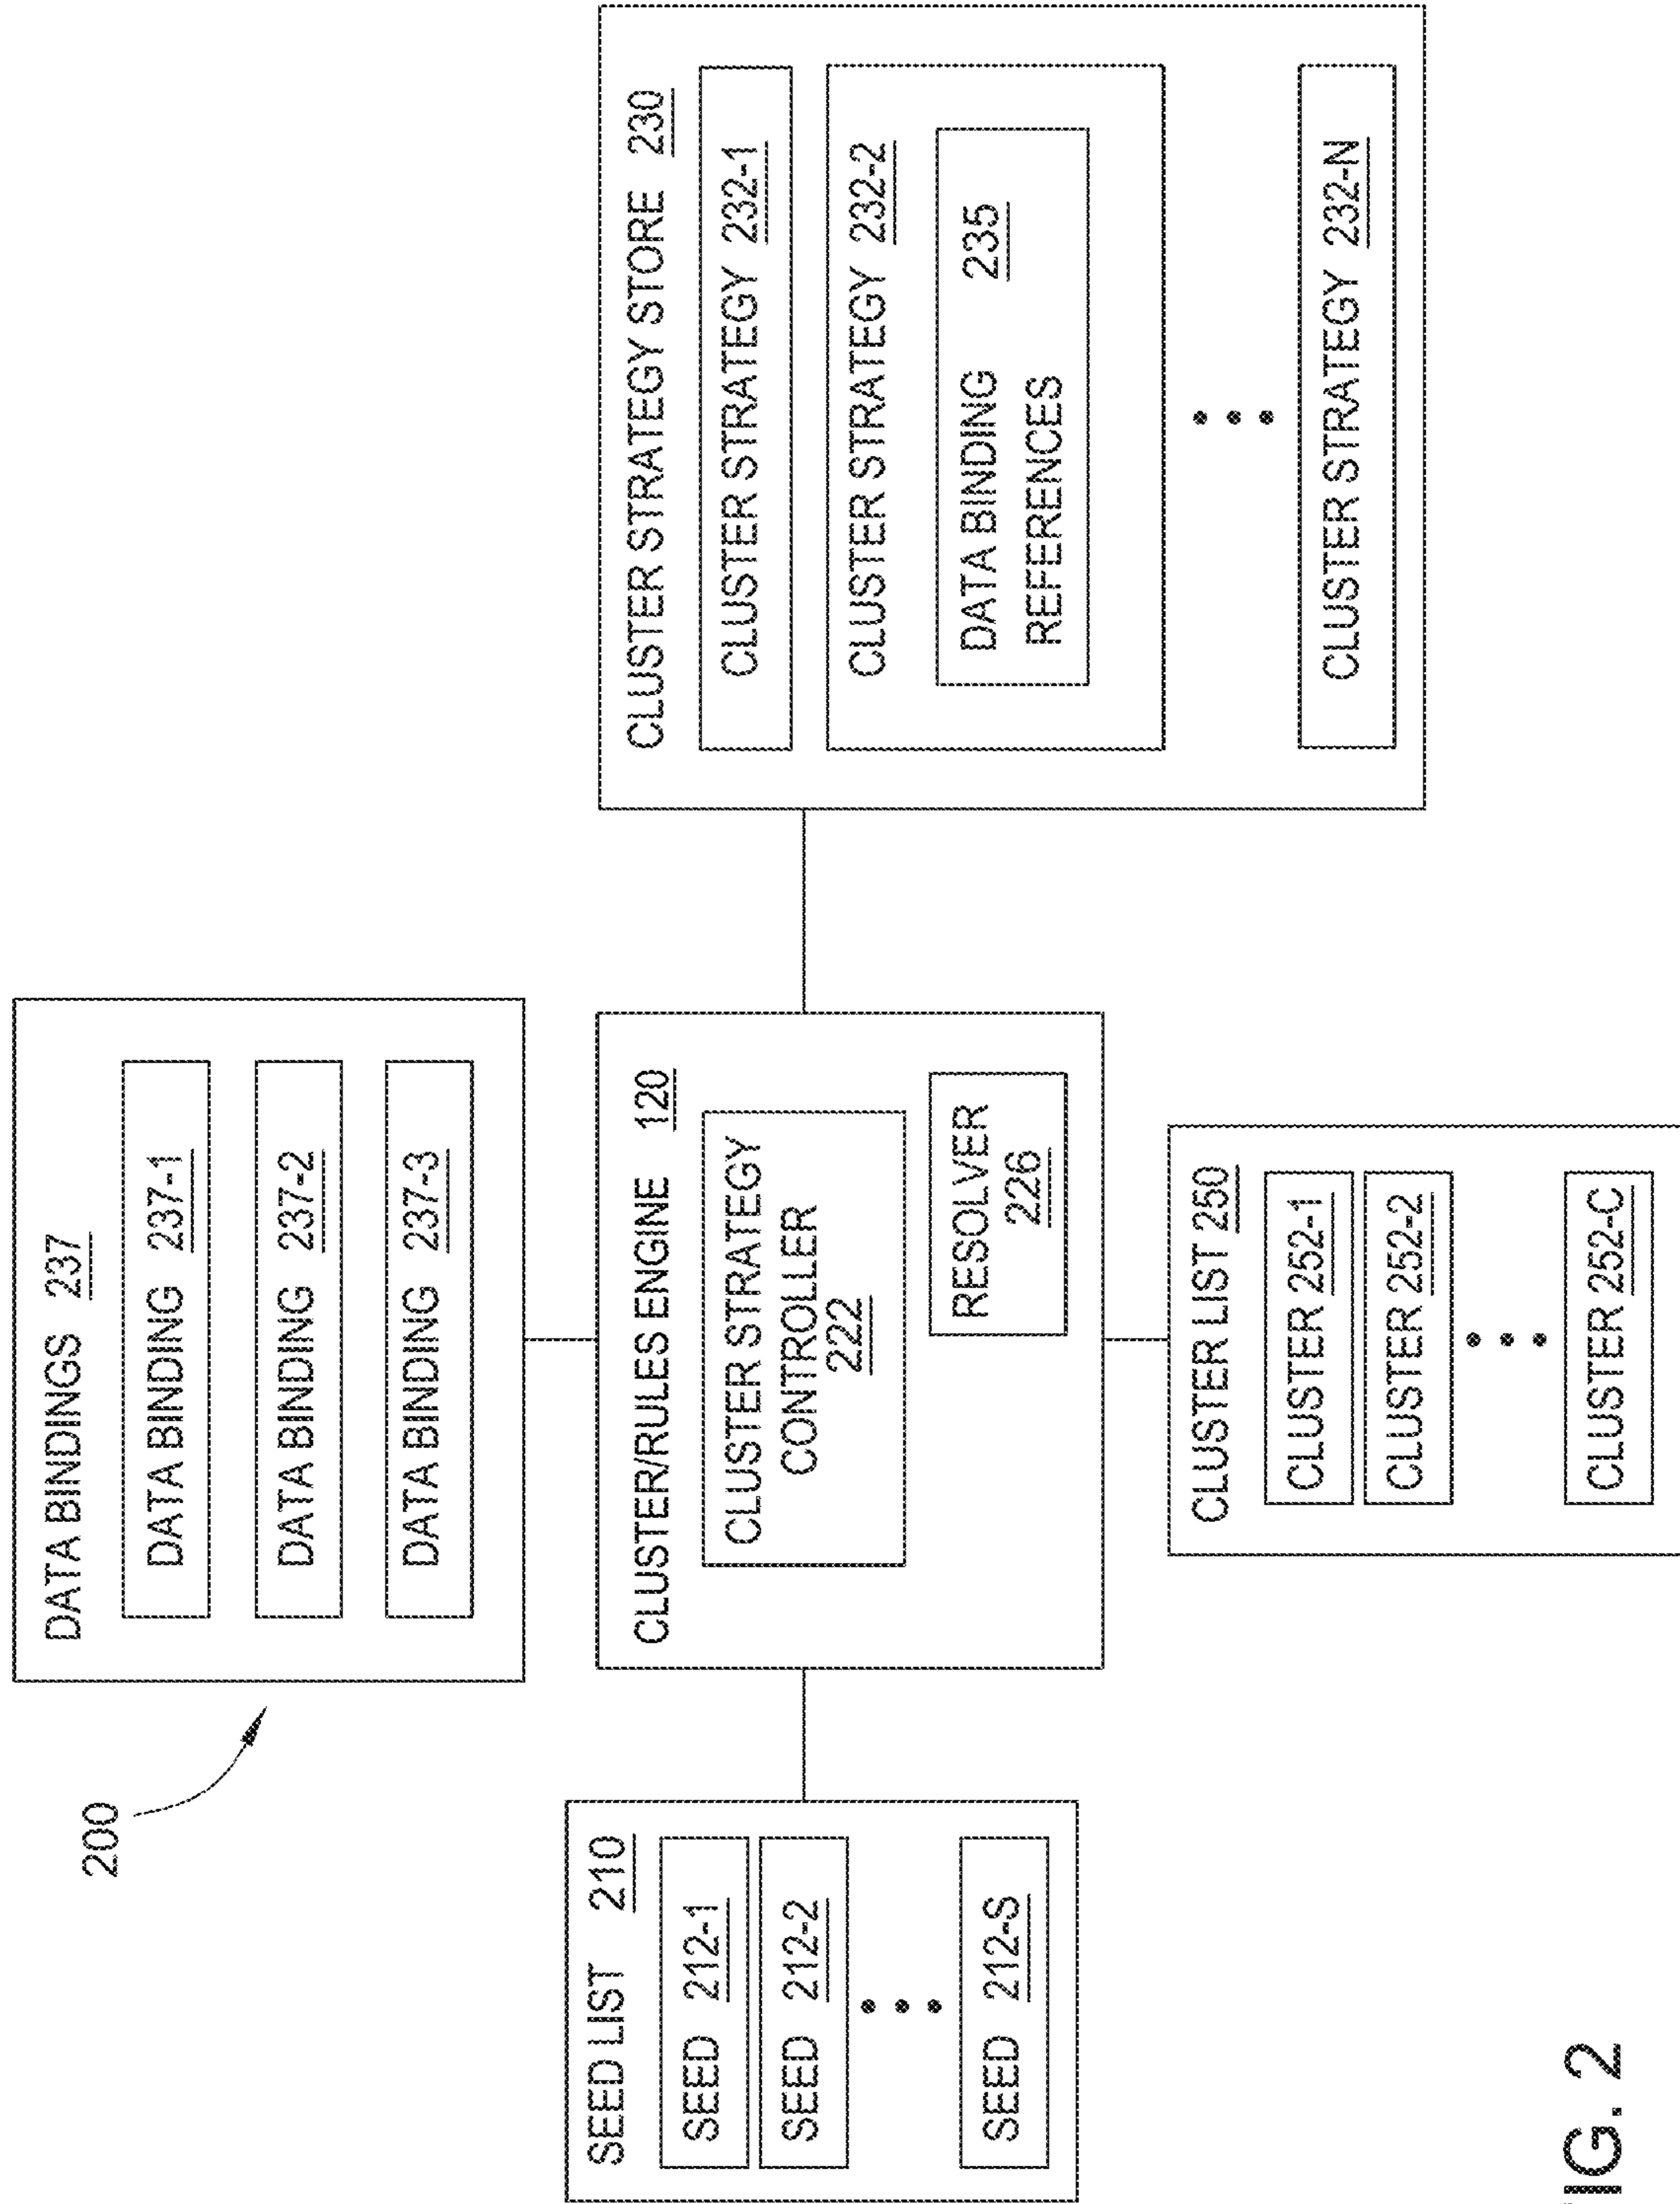 200
DATA BINDINGS 237
DATA BINDING 237-1
DATA BINDING 237-2
DATA BINDING 237-3
SEED LIST 210
SEED 212-1
SEED 212-2
SEED 212-S
CLUSTER/RULES ENGINE 120
CLUSTER STRATEGY
CONTROLLER
222
RESOLVER
226
CLUSTER STRATEGY STORE 230
CLUSTER STRATEGY 232-1
CLUSTER STRATEGY 232-2
DATA BINDING 235
REFERENCES
CLUSTER STRATEGY 232-N
CLUSTER LIST 250
CLUSTER 252-1
CLUSTER 252-2
CLUSTER 252-C
IG. 2